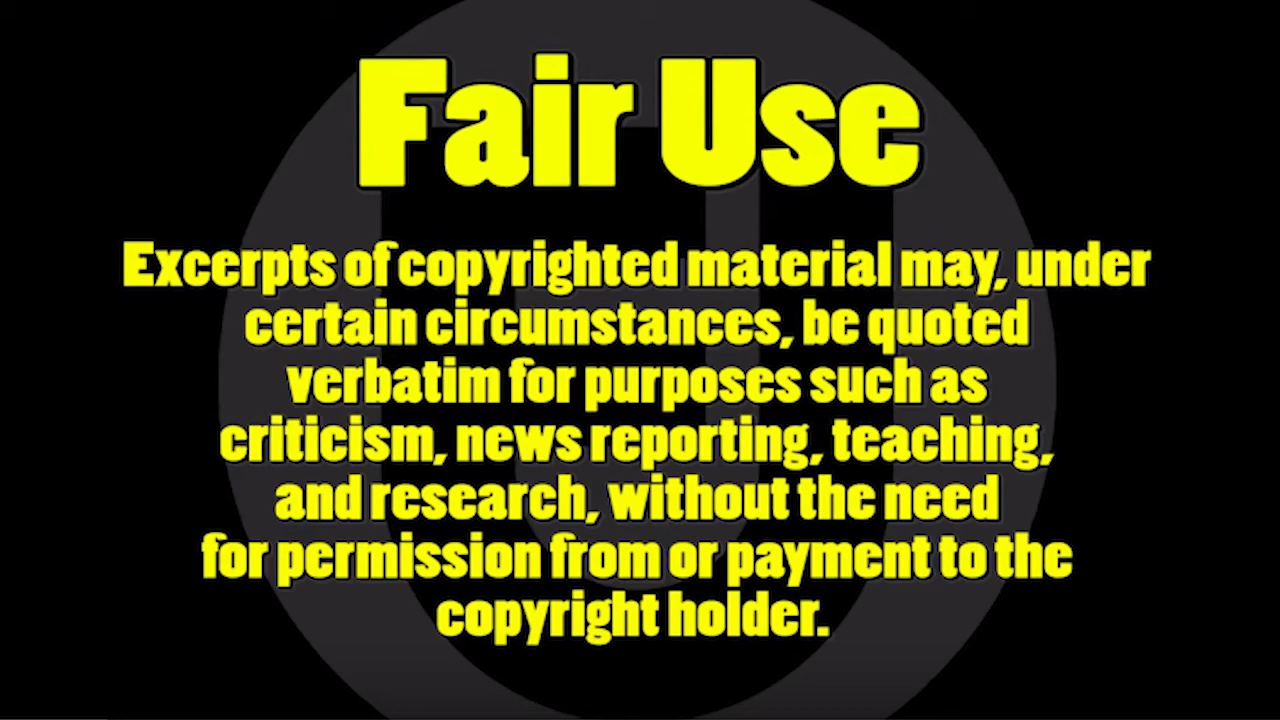 Fair Use
Excerpts of copyrighted material may, under
certain circumstances, be quoted
verbatim for purposes such as
criticism, news reporting, teaching,
and research, without the need
for permission from or payment to the
copyright holder.